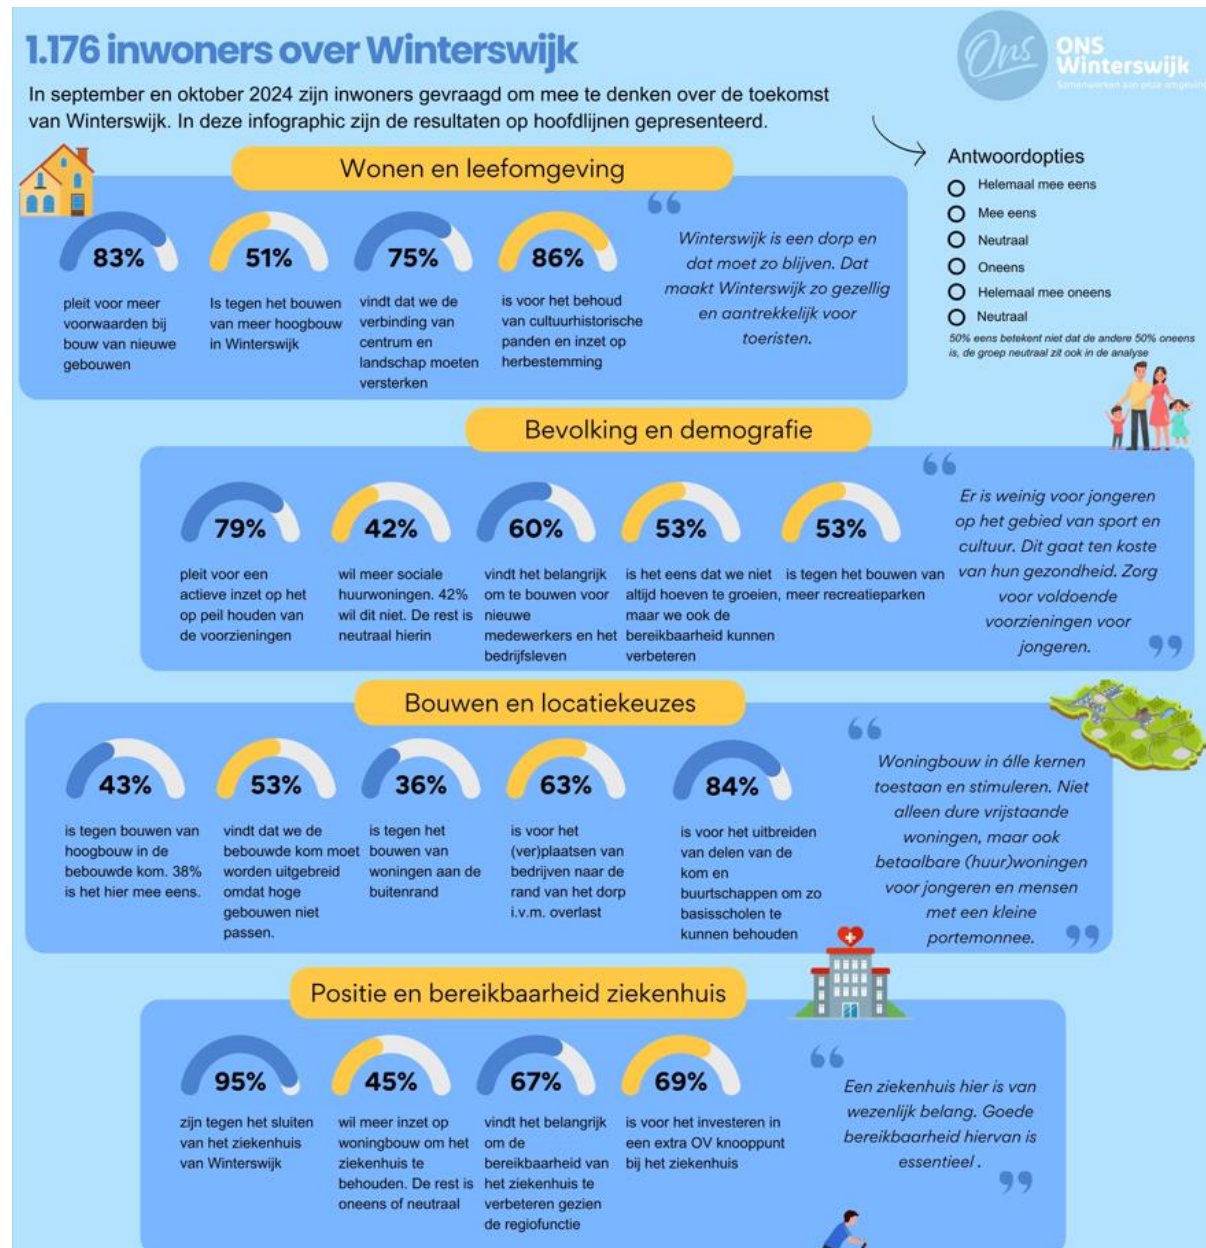 1.176 inwoners over Winterswijk
In september en oktober 2024 zijn inwoners gevraagd om mee te denken over de toekomst
van Winterswijk. In deze infographic zijn de resultaten op hoofdlijnen gepresenteerd.
Ons
ONS
Winterswijk
Samenwerken aan onze omgeving
Antwoordopties
Helemaal mee eens
Mee eens
Neutraal
Oneens
Helemaal mee oneens
Neutraal
50% eens betekent niet dat de andere 50% oneens
is, de groep neutraal zit ook in de analyse
Wonen en leefomgeving
83%
pleit voor meer
voorwaarden bij
bouw van nieuwe
gebouwen
51%
Is tegen het bouwen
van meer hoogbouw
in Winterswijk
75%
vindt dat we de
verbinding van
centrum en
landschap moeten
versterken
86%
is voor het behoud
van cultuurhistorische
panden en inzet op
herbestemming
“
Winterswijk is een dorp en
dat moet zo blijven. Dat
maakt Winterswijk zo gezellig
en aantrekkelijk voor
toeristen.
Bevolking en demografie
79%
pleit voor een
actieve inzet op het
op peil houden van
de voorzieningen
42%
wil meer sociale
huurwoningen. 42%
wil dit niet. De rest is
neutraal hierin
60%
vindt het belangrijk
om te bouwen voor
nieuwe
medewerkers en het
bedrijfsleven
53%
is het eens dat we niet
altijd hoeven te groeien,
maar we ook de
bereikbaarheid kunnen
verbeteren
53%
is tegen het bouwen van
meer recreatieparken
“
Er is weinig voor jongeren
op het gebied van sport en
cultuur. Dit gaat ten koste
van hun gezondheid. Zorg
voor voldoende
voorzieningen voor
jongeren.
”
Bouwen en locatiekeuzes
43%
is tegen bouwen van
hoogbouw in de
bebouwde kom. 38%
is het hier mee eens.
53%
vindt dat we de
bebouwde kom moet
worden uitgebreid
omdat hoge
gebouwen niet
passen.
36%
is tegen het
bouwen van
woningen aan de
buitenrand
63%
is voor het
(ver)plaatsen van
bedrijven naar de
rand van het dorp
i.v.m. overlast
84%
is voor het uitbreiden
van delen van de
kom en
buurtschappen om zo
basisscholen te
kunnen behouden
“
Woningbouw in álle kernen
toestaan en stimuleren. Niet
alleen dure vrijstaande
woningen, maar ook
betaalbare (huur)woningen
voor jongeren en mensen
met een kleine
portemonnee.
”
Positie en bereikbaarheid ziekenhuis
95%
zijn tegen het sluiten
van het ziekenhuis
van Winterswijk
45%
wil meer inzet op
woningbouw om het
ziekenhuis te
behouden. De rest is
oneens of neutraal
67%
vindt het belangrijk
om de
bereikbaarheid van
het ziekenhuis te
verbeteren gezien
de regiofunctie
69%
is voor het investeren in
een extra OV knooppunt
bij het ziekenhuis
“
Een ziekenhuis hier is van
wezenlijk belang. Goede
bereikbaarheid hiervan is
essentieel .
”